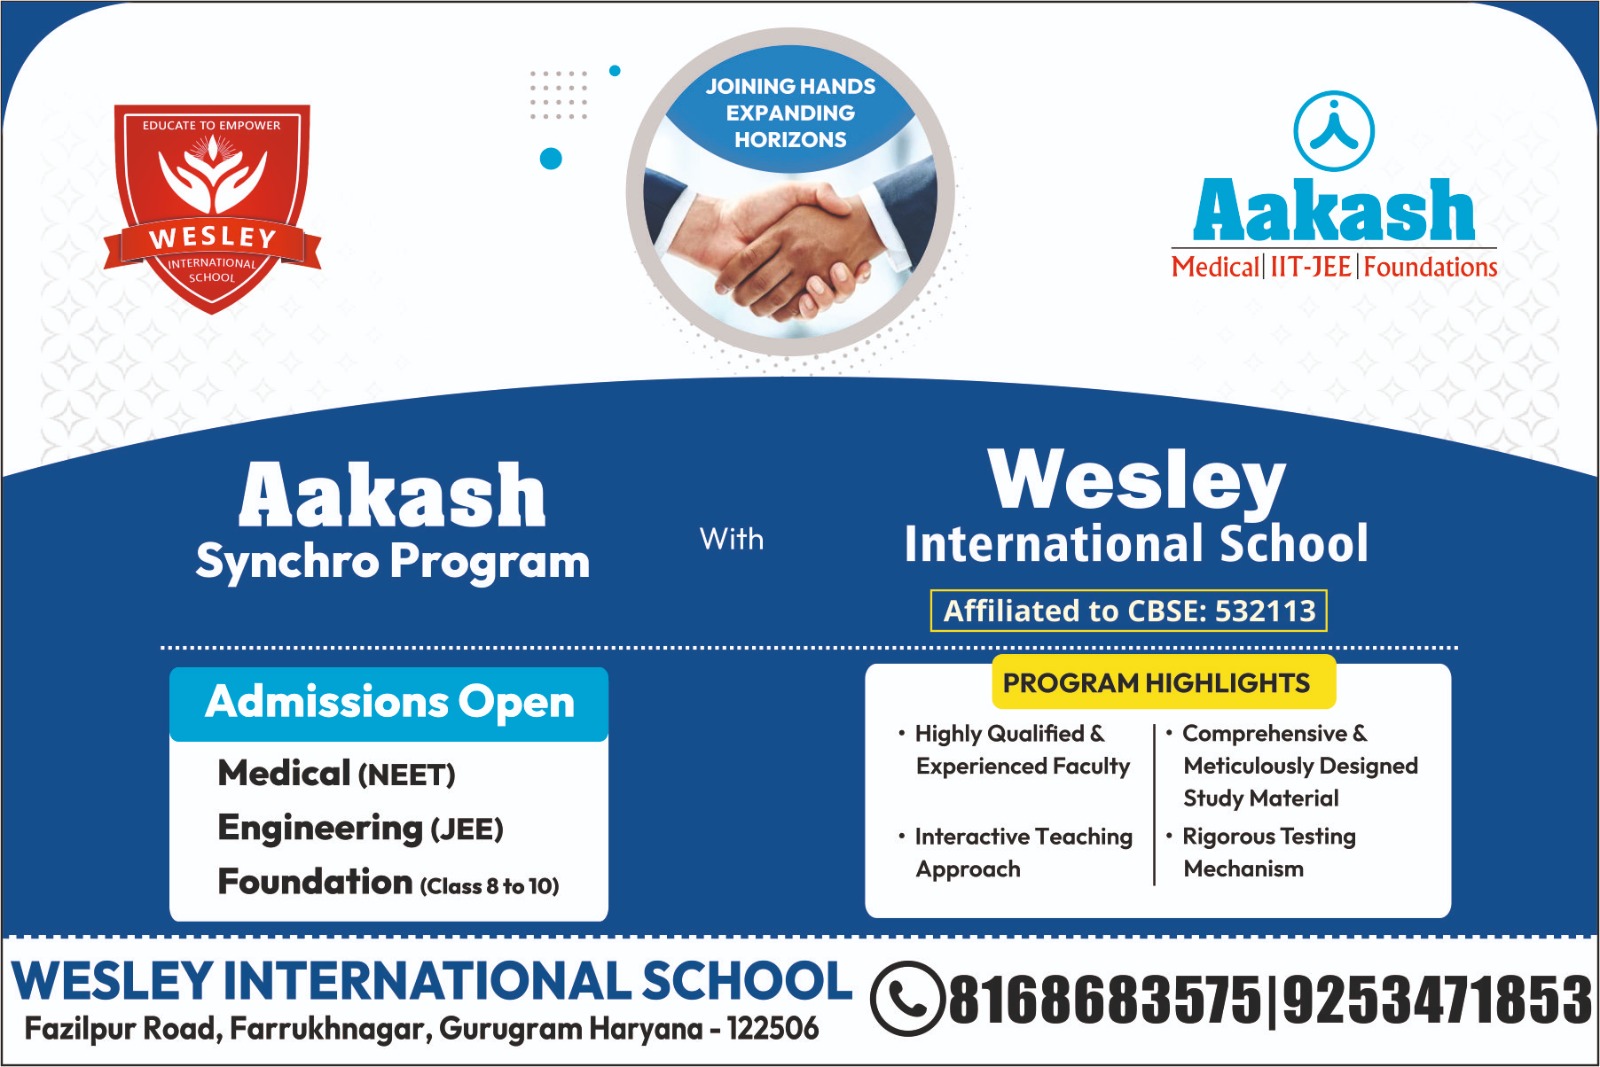 EDUCATE TO EMPOWER
WESLEY
INTERNATIONAL
SCHOOL
JOINING HANDS
EXPANDING
HORIZONS
Aakash
Medical|IIT-JEE|Foundations
Aakash
Synchro Program
With
Wesley
International School
Affiliated to CBSE: 532113
Admissions Open
Medical (NEET)
Engineering (JEE)
Foundation (Class 8 to 10)
PROGRAM HIGHLIGHTS
• Highly Qualified &
Experienced Faculty
• Interactive Teaching
Approach
• Comprehensive &
Meticulously Designed
Study Material
• Rigorous Testing
Mechanism
WESLEY INTERNATIONAL SCHOOL
Fazilpur Road, Farrukhnagar, Gurugram Haryana - 122506
8168683575|9253471853